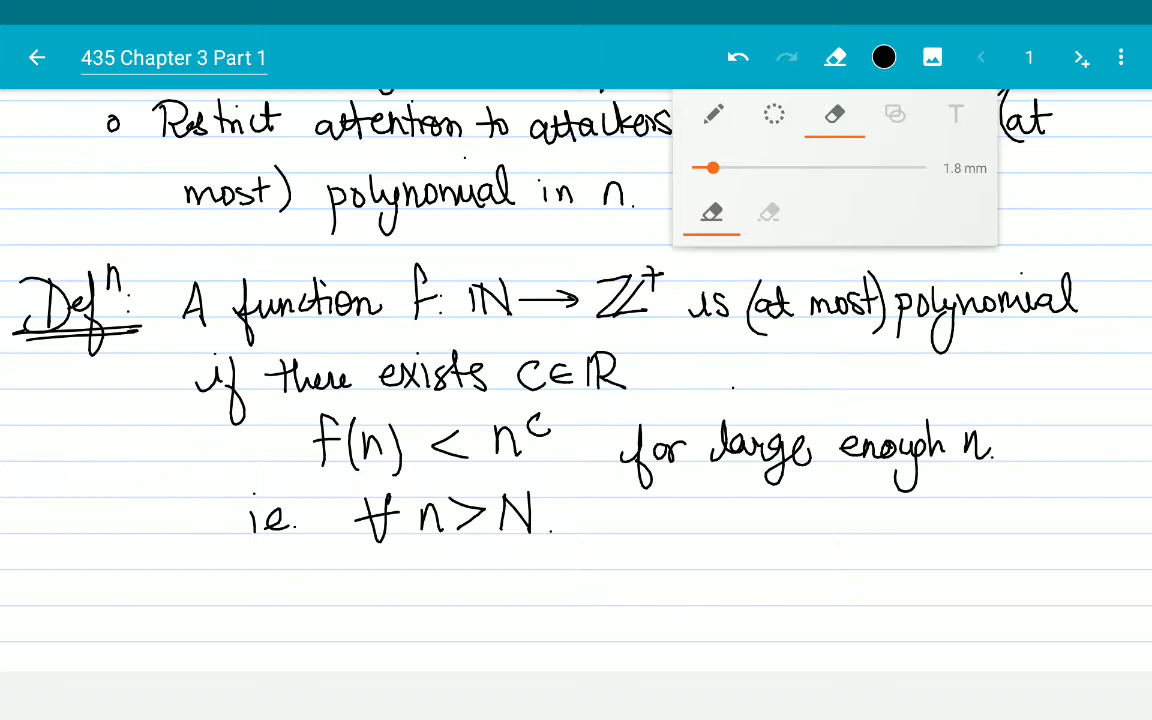 435 Chapter 3 Part 1
1
o Restrict attention to attackers (at
T
1.8 mm
most) polynomial in n.
Defⁿ: A function f: ℕ → ℤ⁺ is (at most) polynomial
if there exists C∈ℝ
f(n) < n^C for large enough n.
ie. ∀ n > N.